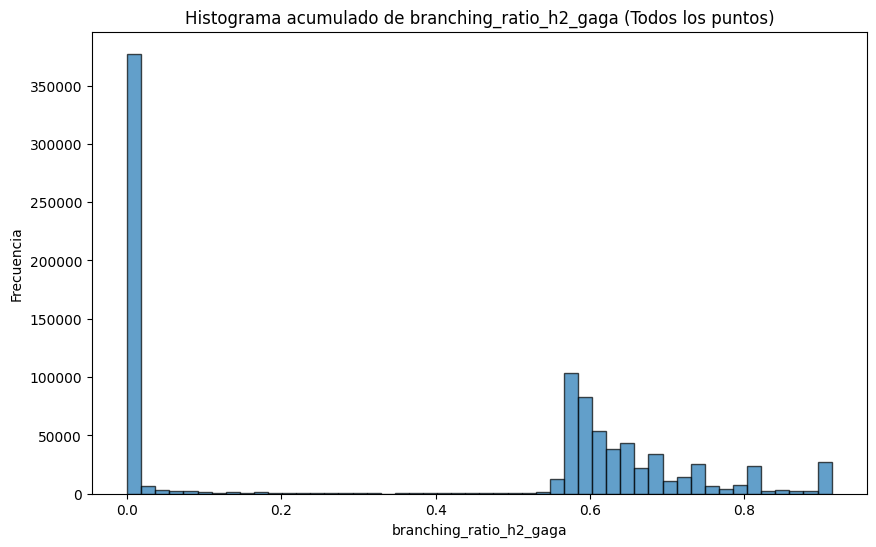 Histograma acumulado de branching_ratio_h2_gaga (Todos los puntos)
Frecuencia
350000
300000
250000
200000
150000
100000
50000
0
0.0 0.2 0.4 0.6 0.8
branching_ratio_h2_gaga